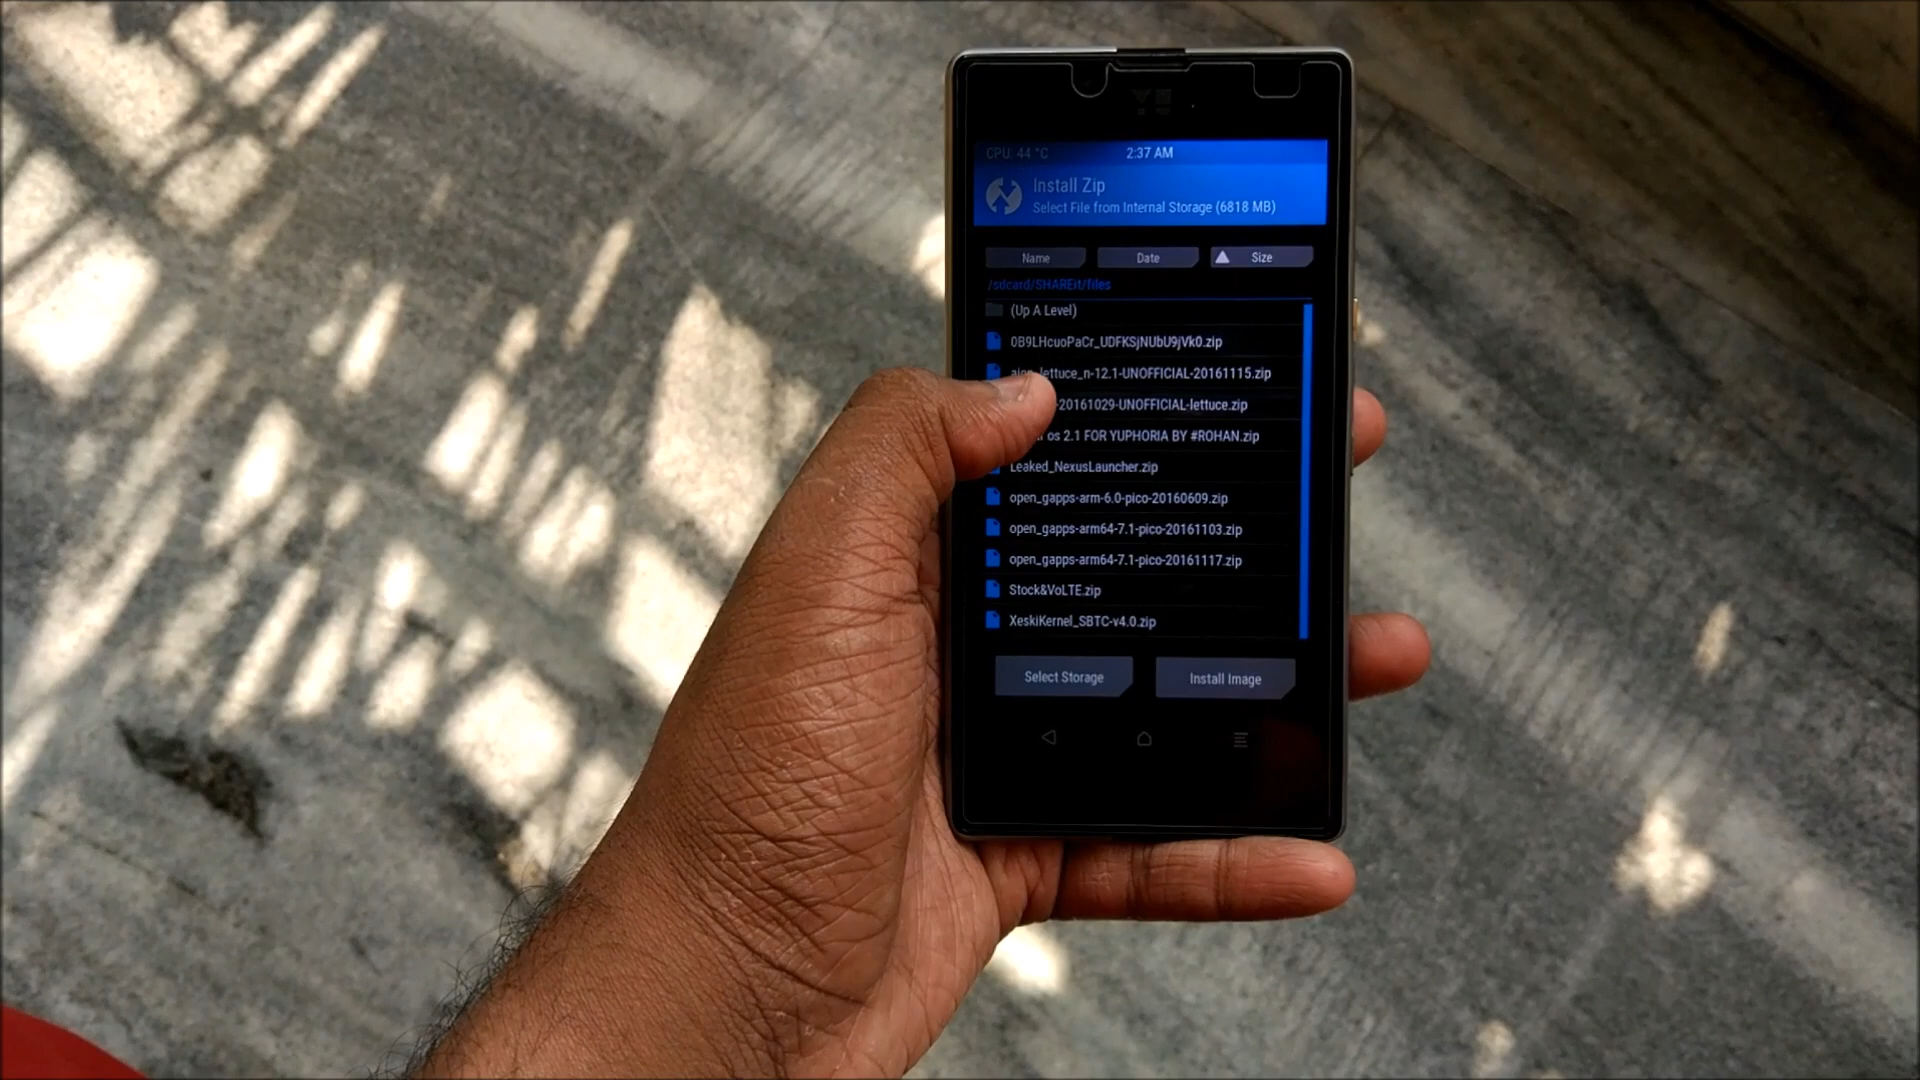 CPU: 44 °C 2:37 AM
Install Zip
Select File from Internal Storage (6818 MB)
Name Date Size
/sdcard/SHAREit/files
(Up A Level)
0B9LHcuoPaCr_UDFKSjNUbU9jVk0.zip
lettuce_n-12.1-UNOFFICIAL-20161115.zip
-20161029-UNOFFICIAL-lettuce.zip
os 2.1 FOR YUPHORIA BY #ROHAN.zip
Leaked_NexusLauncher.zip
open_gapps-arm-6.0-pico-20160609.zip
open_gapps-arm64-7.1-pico-20161103.zip
open_gapps-arm64-7.1-pico-20161117.zip
Stock&VoLTE.zip
XeskiKernel_SBTC-v4.0.zip
Select Storage Install Image